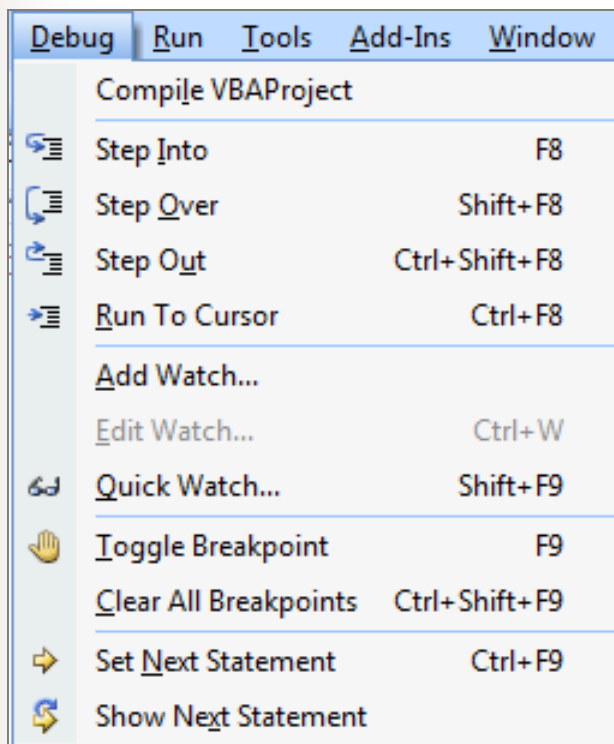 Debug Run Tools Add-Ins Window
Compile VBAProject
Step Into F8
Step Over Shift+F8
Step Out Ctrl+Shift+F8
Run To Cursor Ctrl+F8
Add Watch...
Edit Watch... Ctrl+W
Quick Watch... Shift+F9
Toggle Breakpoint F9
Clear All Breakpoints Ctrl+Shift+F9
Set Next Statement Ctrl+F9
Show Next Statement